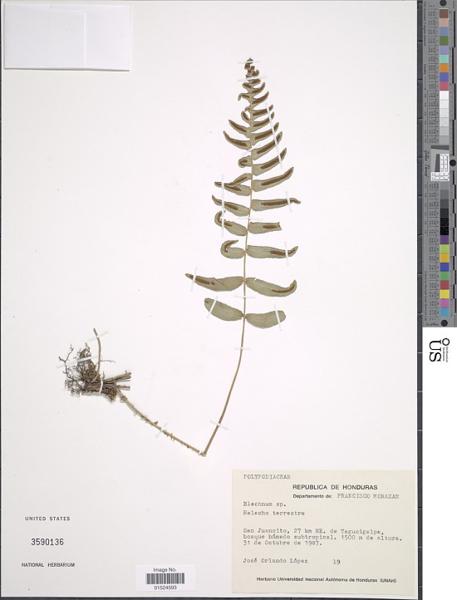 POLYPODIACEAE
REPUBLICA DE HONDURAS
Departamento de: FRANCISCO MORAZAN
Blechnum sp.
Helecho terrestre
San Juancito, 27 km NE. de Tegucigalpa,
bosque húmedo subtropical. 1500 m de altura.
31 de Octubre de 1987.
José Orlando López 19
Herbario Universidad Nacional Autónoma de Honduras (UNAH)
UNITED STATES
3590136
NATIONAL HERBARIUM
Image No.
01524593
US